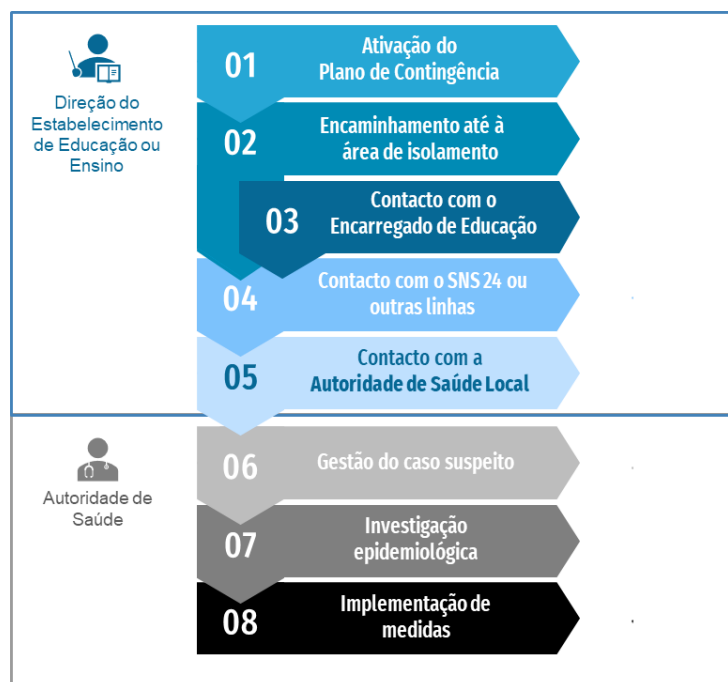 Direção do
Estabelecimento
de Educação ou
Ensino
01
Ativação do
Plano de Contingência
02
Encaminhamento até à
área de isolamento
03
Contacto com o
Encarregado de Educação
04
Contacto com o SNS 24 ou
outras linhas
05
Contacto com a
Autoridade de Saúde Local
Autoridade de
Saúde
06
Gestão do caso suspeito
07
Investigação
epidemiológica
08
Implementação de
medidas